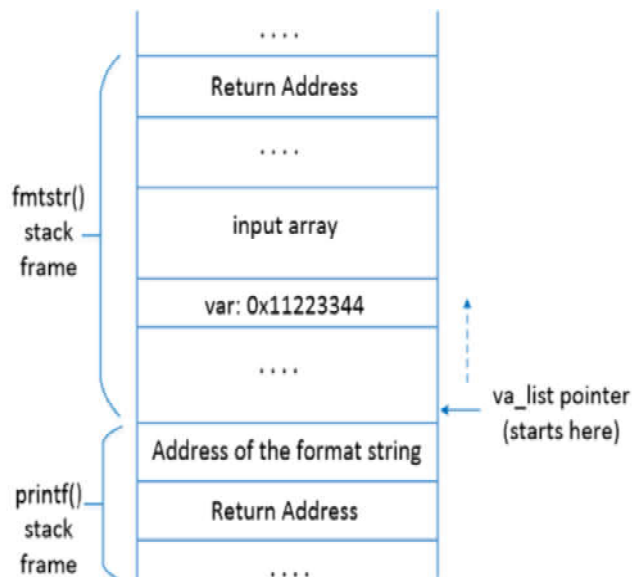 . . . .
Return Address
. . . .
fmtstr()
stack
frame
input array
var: 0x11223344
. . . .
va_list pointer
(starts here)
Address of the format string
printf()
stack
frame
Return Address
. . . .